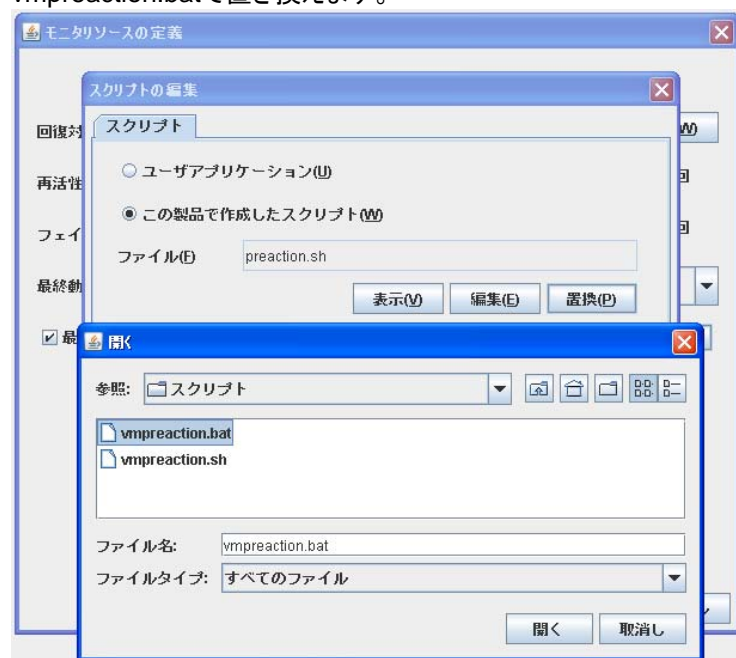 vmpreaction.batで置き換えます。
モニタリソースの定義
スクリプトの編集
回復対
スクリプト
W)
再活性
ユーザアプリケーション(U)
回
この製品で作成したスクリプト(W)
フェイ
回
ファイル(F)
preaction.sh
最終動
表示(V) 編集(E) 置換(P)
最
開く
参照: スクリプト
vmpreaction.bat
vmpreaction.sh
ファイル名: vmpreaction.bat
ファイルタイプ: すべてのファイル
開く 取消し